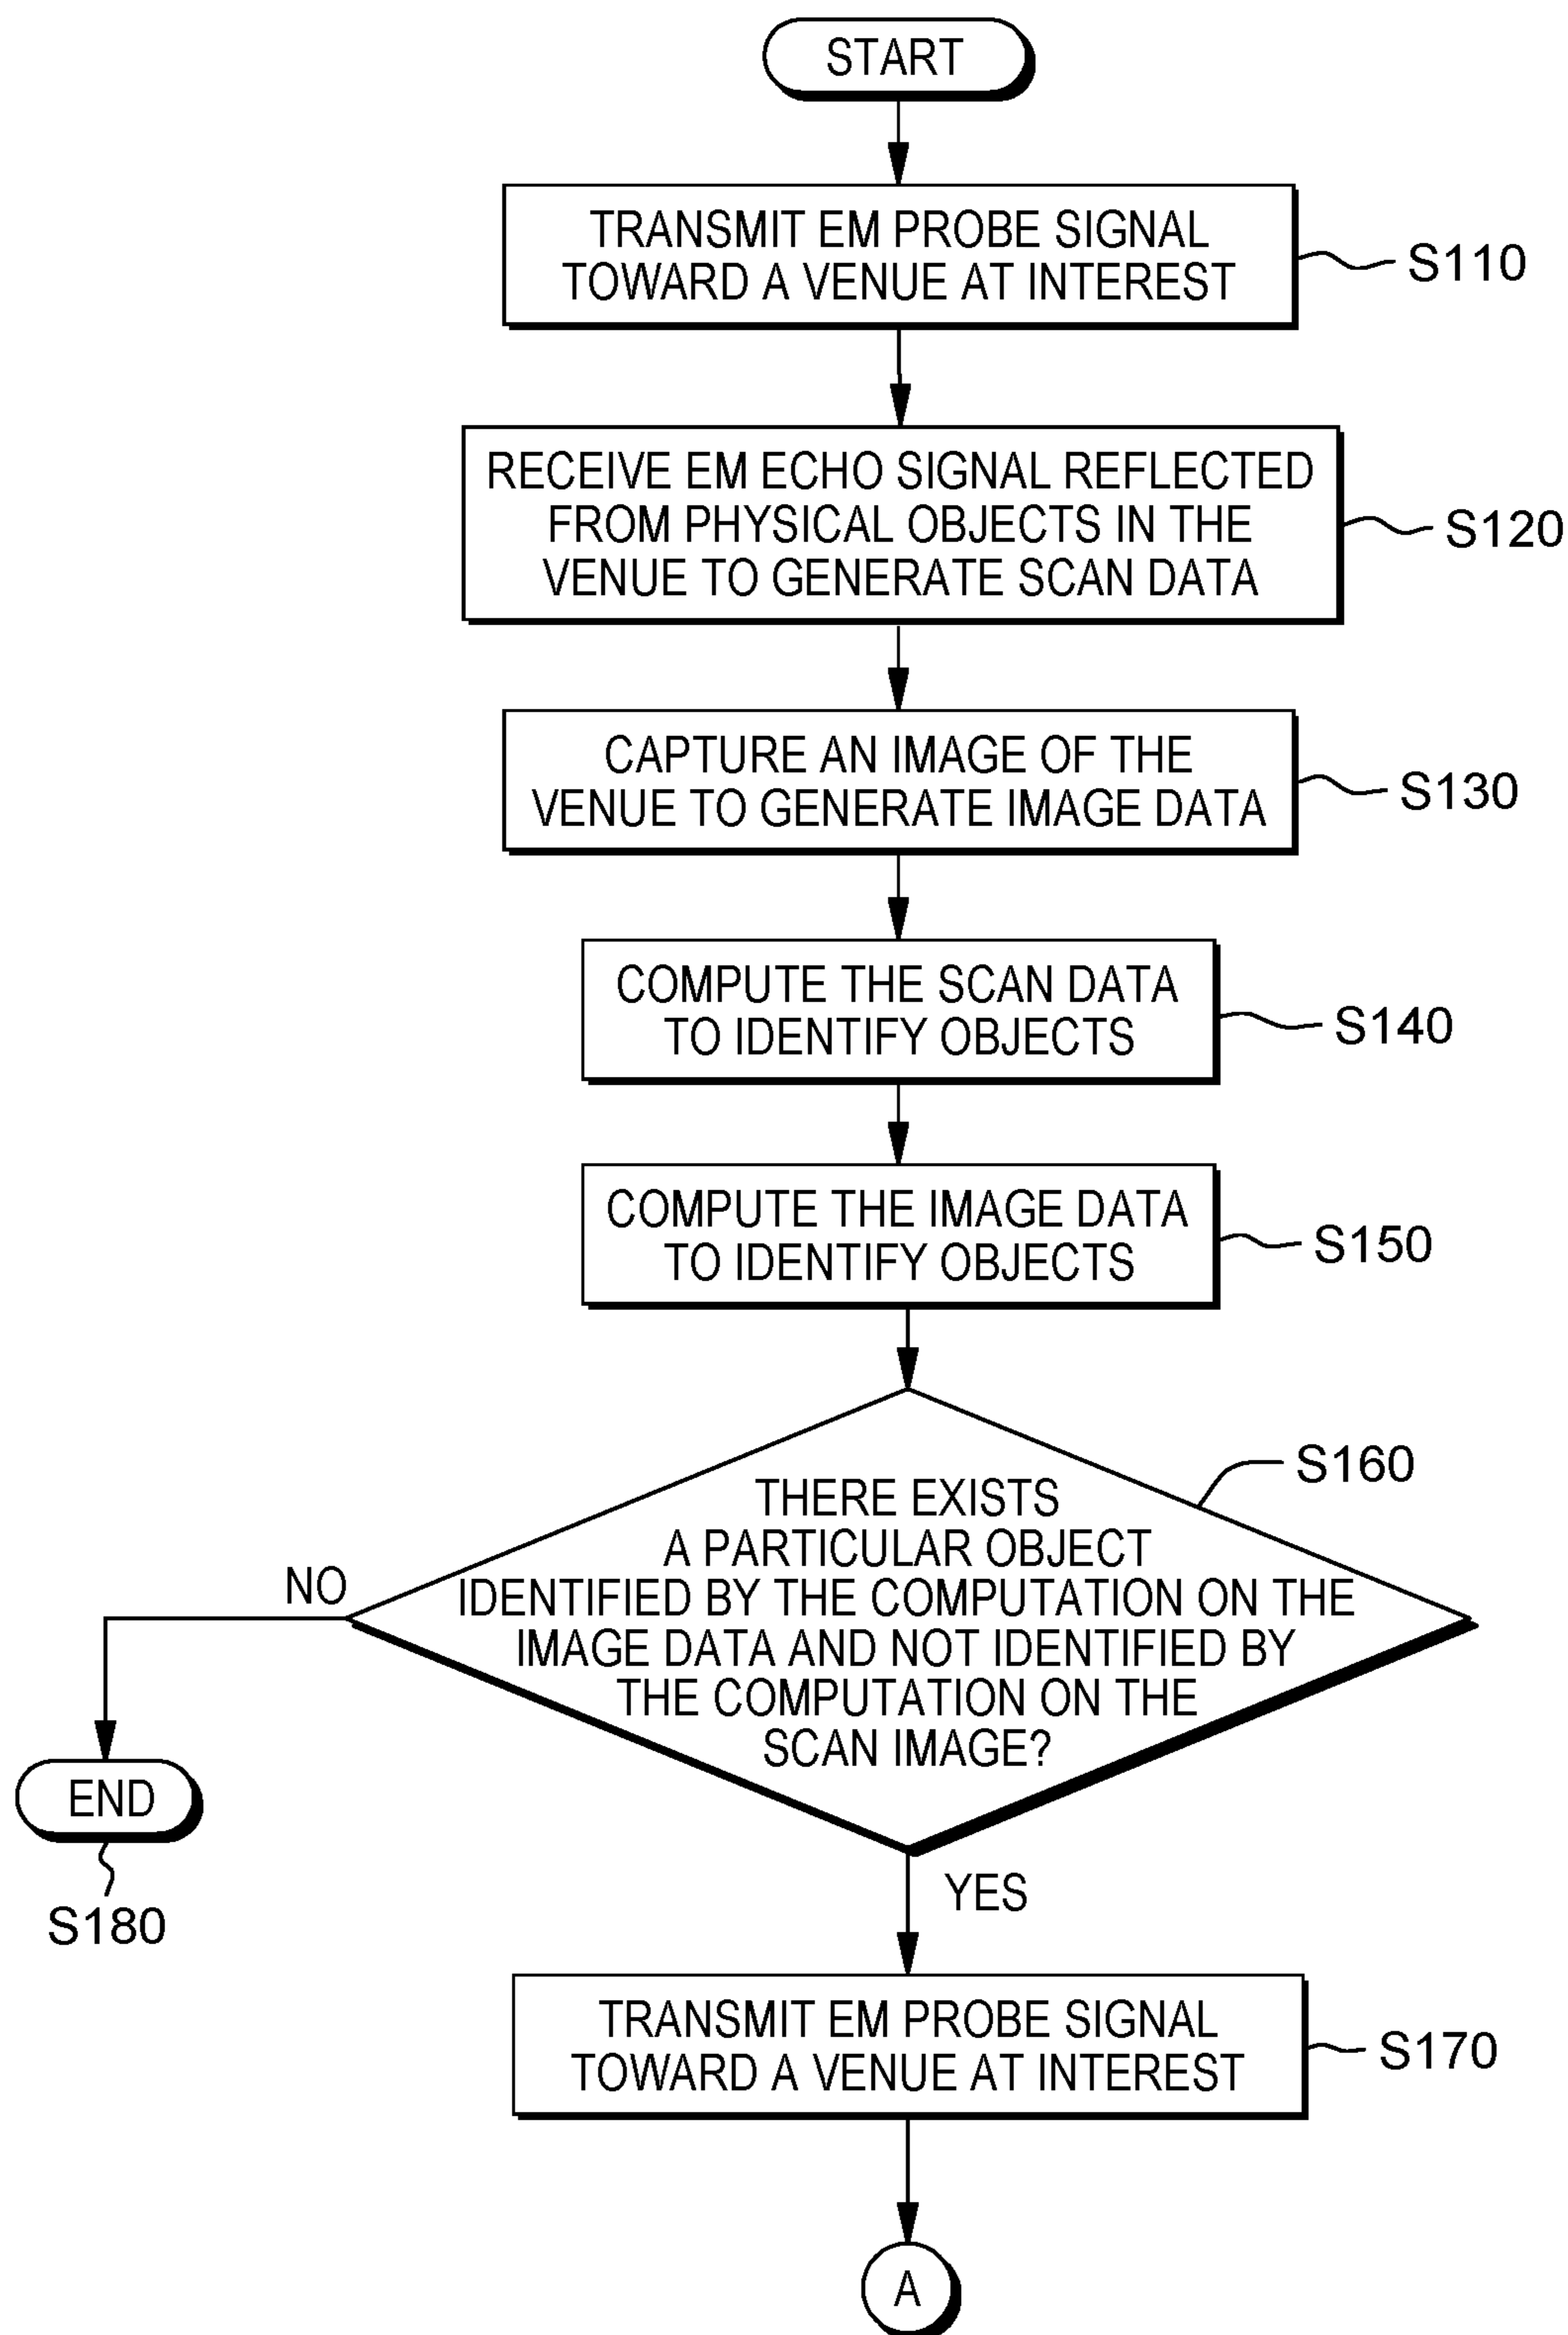 START
TRANSMIT EM PROBE SIGNAL
TOWARD A VENUE AT INTEREST
S110
RECEIVE EM ECHO SIGNAL REFLECTED
FROM PHYSICAL OBJECTS IN THE
VENUE TO GENERATE SCAN DATA
S120
CAPTURE AN IMAGE OF THE
VENUE TO GENERATE IMAGE DATA
S130
COMPUTE THE SCAN DATA
TO IDENTIFY OBJECTS
S140
COMPUTE THE IMAGE DATA
TO IDENTIFY OBJECTS
S150
S160
THERE EXISTS
A PARTICULAR OBJECT
IDENTIFIED BY THE COMPUTATION ON THE
IMAGE DATA AND NOT IDENTIFIED BY
THE COMPUTATION ON THE
SCAN IMAGE?
NO
END
S180
YES
TRANSMIT EM PROBE SIGNAL
TOWARD A VENUE AT INTEREST
S170
A